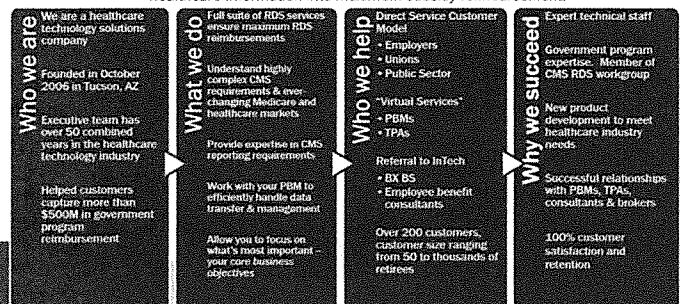 Who we are
We are a healthcare
technology solutions
company
Founded in October
2006 in Tucson, AZ
Executive team has
over 50 combined
years in the healthcare
technology industry
Helped customers
capture more than
$500M in government
program
reimbursement
What we do
Full suite of RDS services
ensure maximum RDS
reimbursements
Understand highly
complex CMS
requirements & ever-
changing Medicare and
healthcare markets
Provide expertise in CMS
reporting requirements
Work with your PBM to
efficiently handle data
transfer & management
Allow you to focus on
what's most important –
your core business
objectives
Who we help
Direct Service Customer
Model
• Employers
• Unions
• Public Sector
"Virtual Services"
• PBMs
• TPAs
Referral to InTech
• BX BS
• Employee benefit
consultants
Over 200 customers,
customer size ranging
from 50 to thousands of
retirees
Why we succeed
Expert technical staff
Government program
expertise. Member of
CMS RDS workgroup
New product
development to meet
healthcare industry
needs
Successful relationships
with PBMs, TPAs,
consultants & brokers
100% customer
satisfaction and
retention